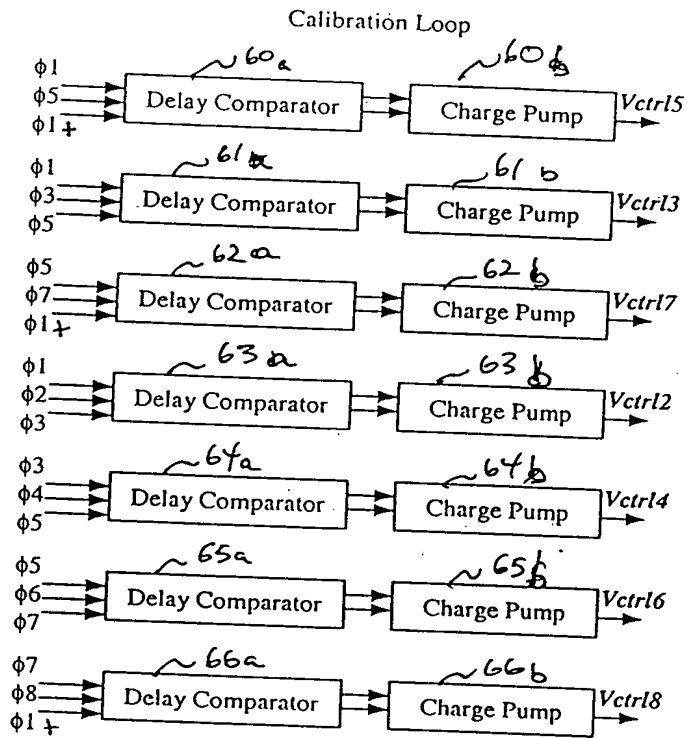 Calibration Loop
60a 60b
ϕ1
ϕ5 Delay Comparator Charge Pump Vctrl5
ϕ1+
61a 61b
ϕ1
ϕ3 Delay Comparator Charge Pump Vctrl3
ϕ5
62a 62b
ϕ5
ϕ7 Delay Comparator Charge Pump Vctrl7
ϕ1+
63a 63b
ϕ1
ϕ2 Delay Comparator Charge Pump Vctrl2
ϕ3
64a 64b
ϕ3
ϕ4 Delay Comparator Charge Pump Vctrl4
ϕ5
65a 65b
ϕ5
ϕ6 Delay Comparator Charge Pump Vctrl6
ϕ7
66a 66b
ϕ7
ϕ8 Delay Comparator Charge Pump Vctrl8
ϕ1+